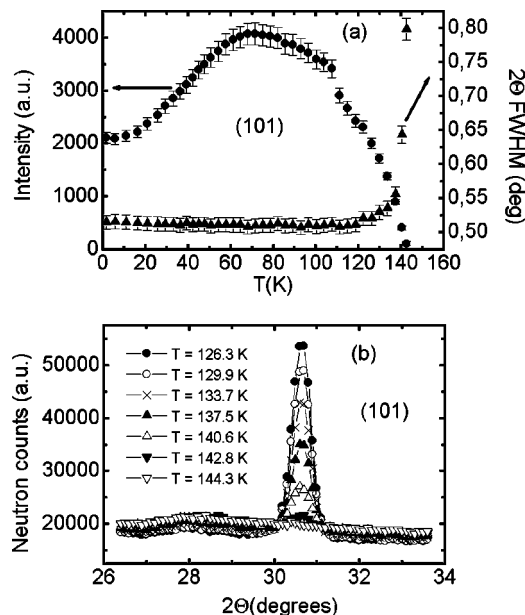 (a)
(101)
Intensity (a.u.)
4000
3000
2000
1000
0
0,80
0,75
0,70
0,65
0,60
0,55
0,50
2Θ FWHM (deg)
0 20 40 60 80 100 120 140 160
T(K)
(b)
(101)
Neutron counts (a.u.)
50000
40000
30000
20000
T = 126.3 K
T = 129.9 K
T = 133.7 K
T = 137.5 K
T = 140.6 K
T = 142.8 K
T = 144.3 K
26 28 30 32 34
2Θ(degrees)